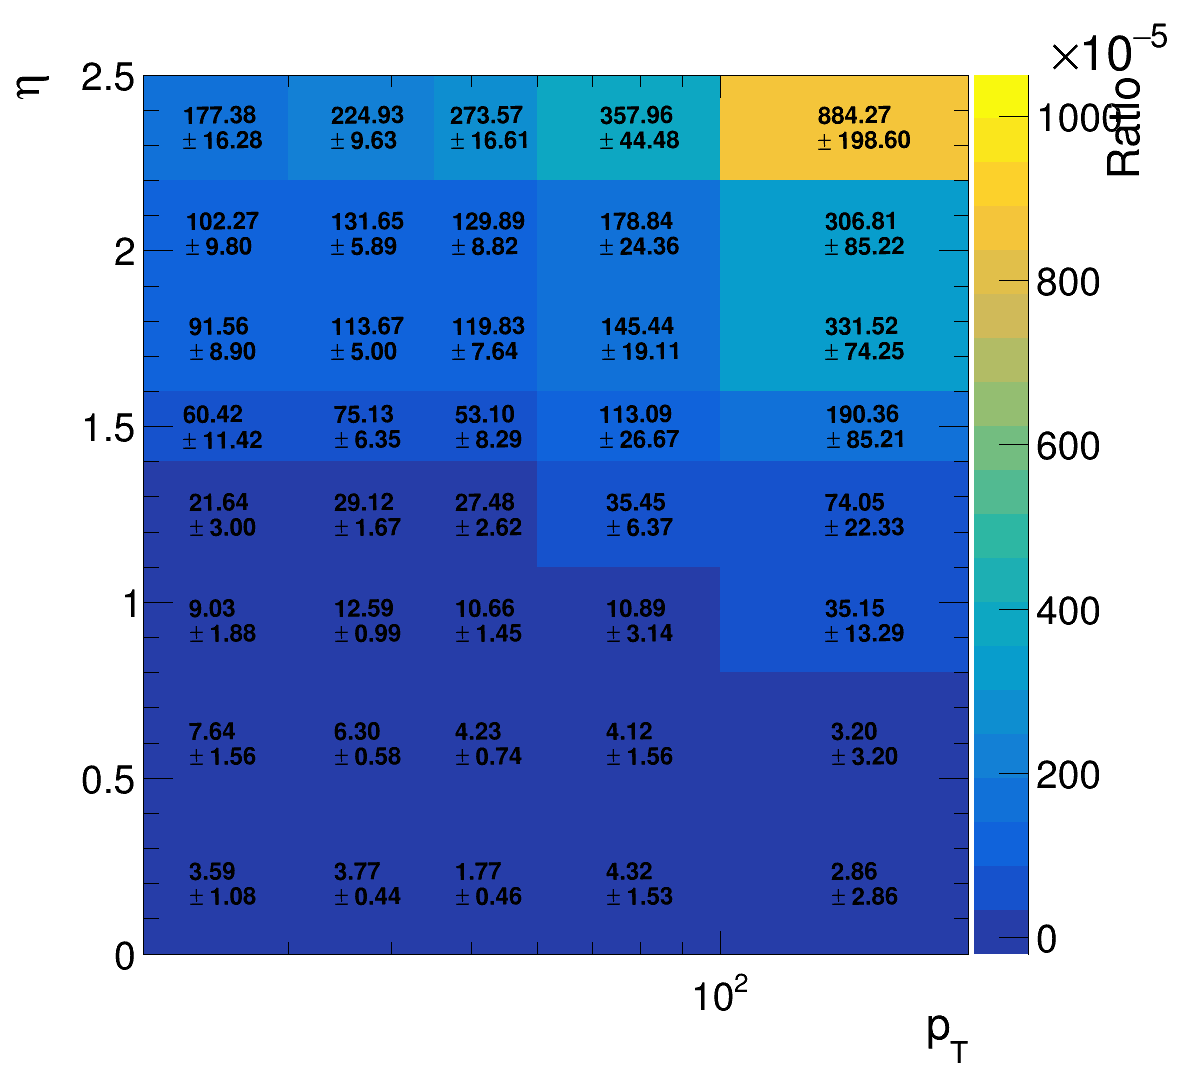 ×10⁻⁵
η
Ratio
2.5
177.38 224.93 273.57 357.96 884.27
± 16.28 ± 9.63 ± 16.61 ± 44.48 ± 198.60
1000
102.27 131.65 129.89 178.84 306.81
± 9.80 ± 5.89 ± 8.82 ± 24.36 ± 85.22
2
800
91.56 113.67 119.83 145.44 331.52
± 8.90 ± 5.00 ± 7.64 ± 19.11 ± 74.25
60.42 75.13 53.10 113.09 190.36
± 11.42 ± 6.35 ± 8.29 ± 26.67 ± 85.21
1.5
600
21.64 29.12 27.48 35.45 74.05
± 3.00 ± 1.67 ± 2.62 ± 6.37 ± 22.33
1
400
9.03 12.59 10.66 10.89 35.15
± 1.88 ± 0.99 ± 1.45 ± 3.14 ± 13.29
7.64 6.30 4.23 4.12 3.20
± 1.56 ± 0.58 ± 0.74 ± 1.56 ± 3.20
0.5
200
3.59 3.77 1.77 4.32 2.86
± 1.08 ± 0.44 ± 0.46 ± 1.53 ± 2.86
0
0
10²
p_T